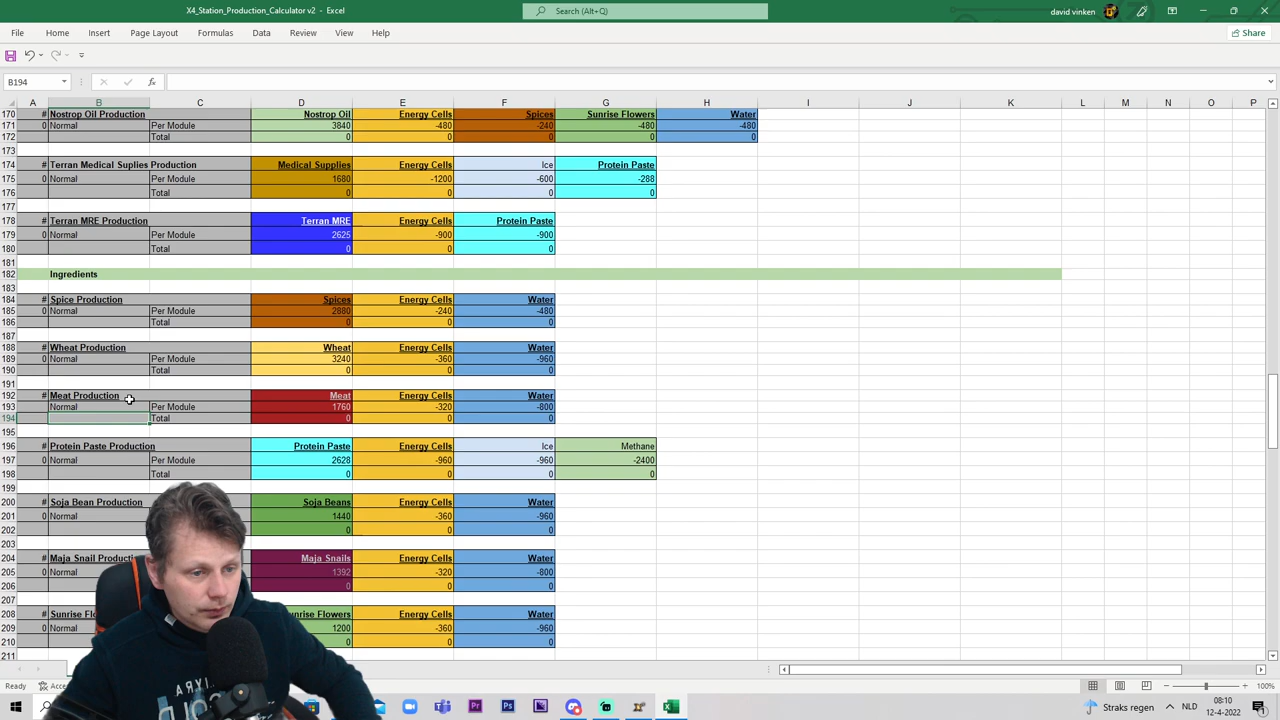 X4_Station_Production_Calculator v2 - Excel
Search (Alt+Q)
david vinken
File Home Insert Page Layout Formulas Data Review View Help
Share
B194
fx
A B C D E F G H I J K L M N O P
170 # Nostrop Oil Production Nostrop Oil Energy Cells Spices Sunrise Flowers Water
171 0 Normal Per Module 3840 -480 -240 -480 -480
172 Total 0 0 0 0 0
173
174 # Terran Medical Suplies Production Medical Supplies Energy Cells Ice Protein Paste
175 0 Normal Per Module 1680 -1200 -600 -288
176 Total 0 0 0 0
177
178 # Terran MRE Production Terran MRE Energy Cells Protein Paste
179 0 Normal Per Module 2625 -900 -900
180 Total 0 0 0
181
182 Ingredients
183
184 # Spice Production Spices Energy Cells Water
185 0 Normal Per Module 2880 -240 -480
186 Total 0 0 0
187
188 # Wheat Production Wheat Energy Cells Water
189 0 Normal Per Module 3240 -360 -960
190 Total 0 0 0
191
192 # Meat Production Meat Energy Cells Water
193 0 Normal Per Module 1760 -320 -800
194 Total 0 0 0
195
196 # Protein Paste Production Protein Paste Energy Cells Ice Methane
197 0 Normal Per Module 2628 -960 -960 -2400
198 Total 0 0 0 0
199
200 # Soja Bean Production Soja Beans Energy Cells Water
201 0 Normal 1440 -360 -960
202 0 0 0
203
204 # Maja Snail Maja Snails Energy Cells Water
205 0 Normal 1392 -320 -800
206 0 0 0
207
208 # Sunrise Flowers Energy Cells Water
209 0 Normal 1200 -360 -960
210 0 0 0
211
Ready
100%
Straks regen
NLD
08:10
12-4-2022